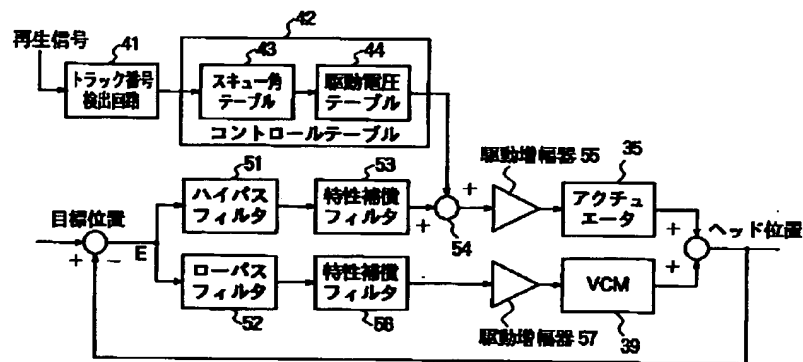 再生信号
41
トラック番号
検出回路
42
43
スキュー角
テーブル
44
駆動電圧
テーブル
コントロールテーブル
51
ハイパス
フィルタ
53
特性補償
フィルタ
+
+
54
駆動増幅器 55
35
アクチュ
エータ
+
ヘッド位置
+
目標位置
+
−
E
ローパス
フィルタ
52
特性補償
フィルタ
56
駆動増幅器 57
VCM
39